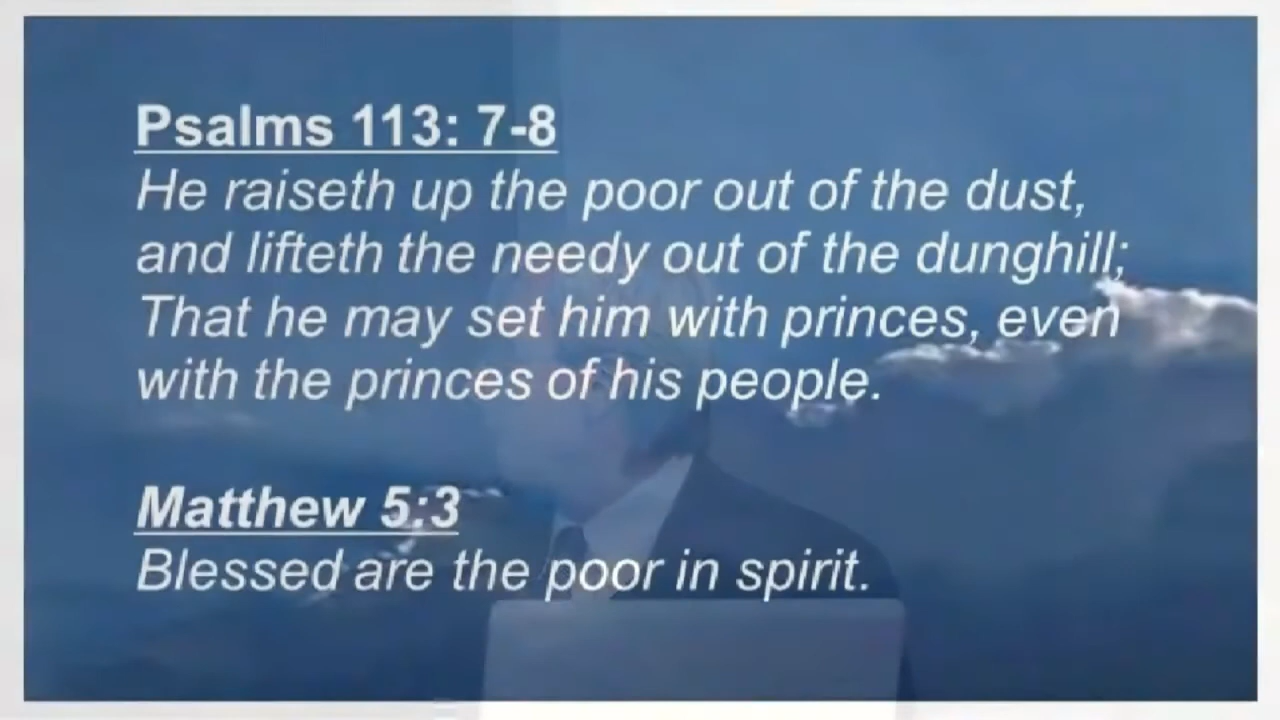 Psalms 113: 7-8
He raiseth up the poor out of the dust,
and lifteth the needy out of the dunghill;
That he may set him with princes, even
with the princes of his people.
Matthew 5:3
Blessed are the poor in spirit.